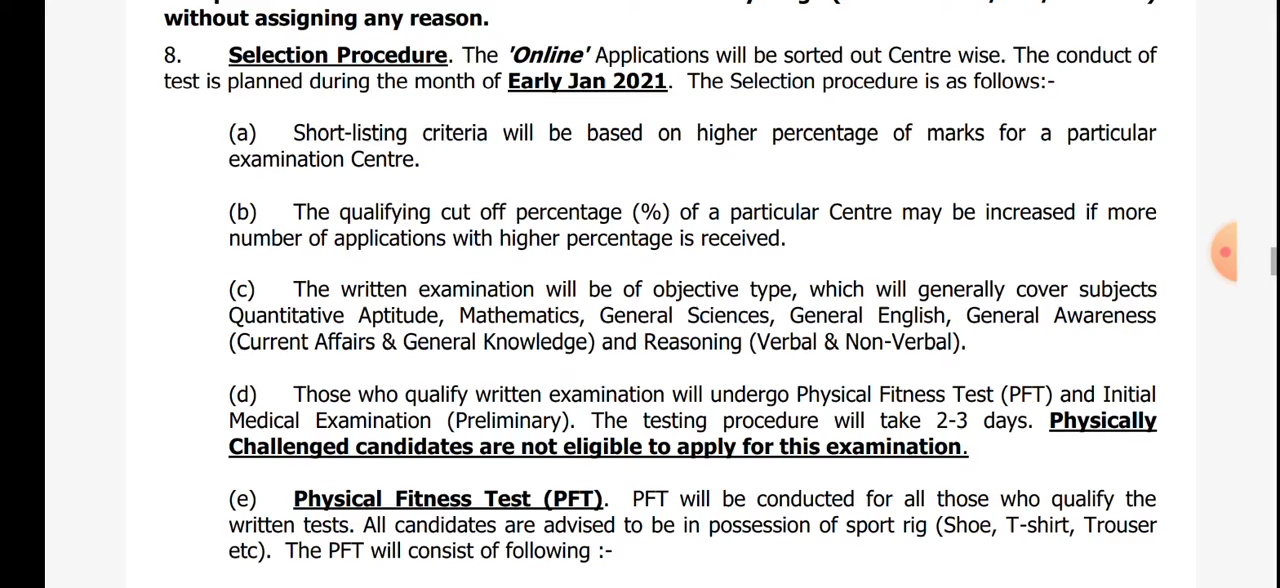 without assigning any reason.
8. Selection Procedure. The 'Online' Applications will be sorted out Centre wise. The conduct of
test is planned during the month of Early Jan 2021. The Selection procedure is as follows:-
(a) Short-listing criteria will be based on higher percentage of marks for a particular
examination Centre.
(b) The qualifying cut off percentage (%) of a particular Centre may be increased if more
number of applications with higher percentage is received.
(c) The written examination will be of objective type, which will generally cover subjects
Quantitative Aptitude, Mathematics, General Sciences, General English, General Awareness
(Current Affairs & General Knowledge) and Reasoning (Verbal & Non-Verbal).
(d) Those who qualify written examination will undergo Physical Fitness Test (PFT) and Initial
Medical Examination (Preliminary). The testing procedure will take 2-3 days. Physically
Challenged candidates are not eligible to apply for this examination.
(e) Physical Fitness Test (PFT). PFT will be conducted for all those who qualify the
written tests. All candidates are advised to be in possession of sport rig (Shoe, T-shirt, Trouser
etc). The PFT will consist of following :-